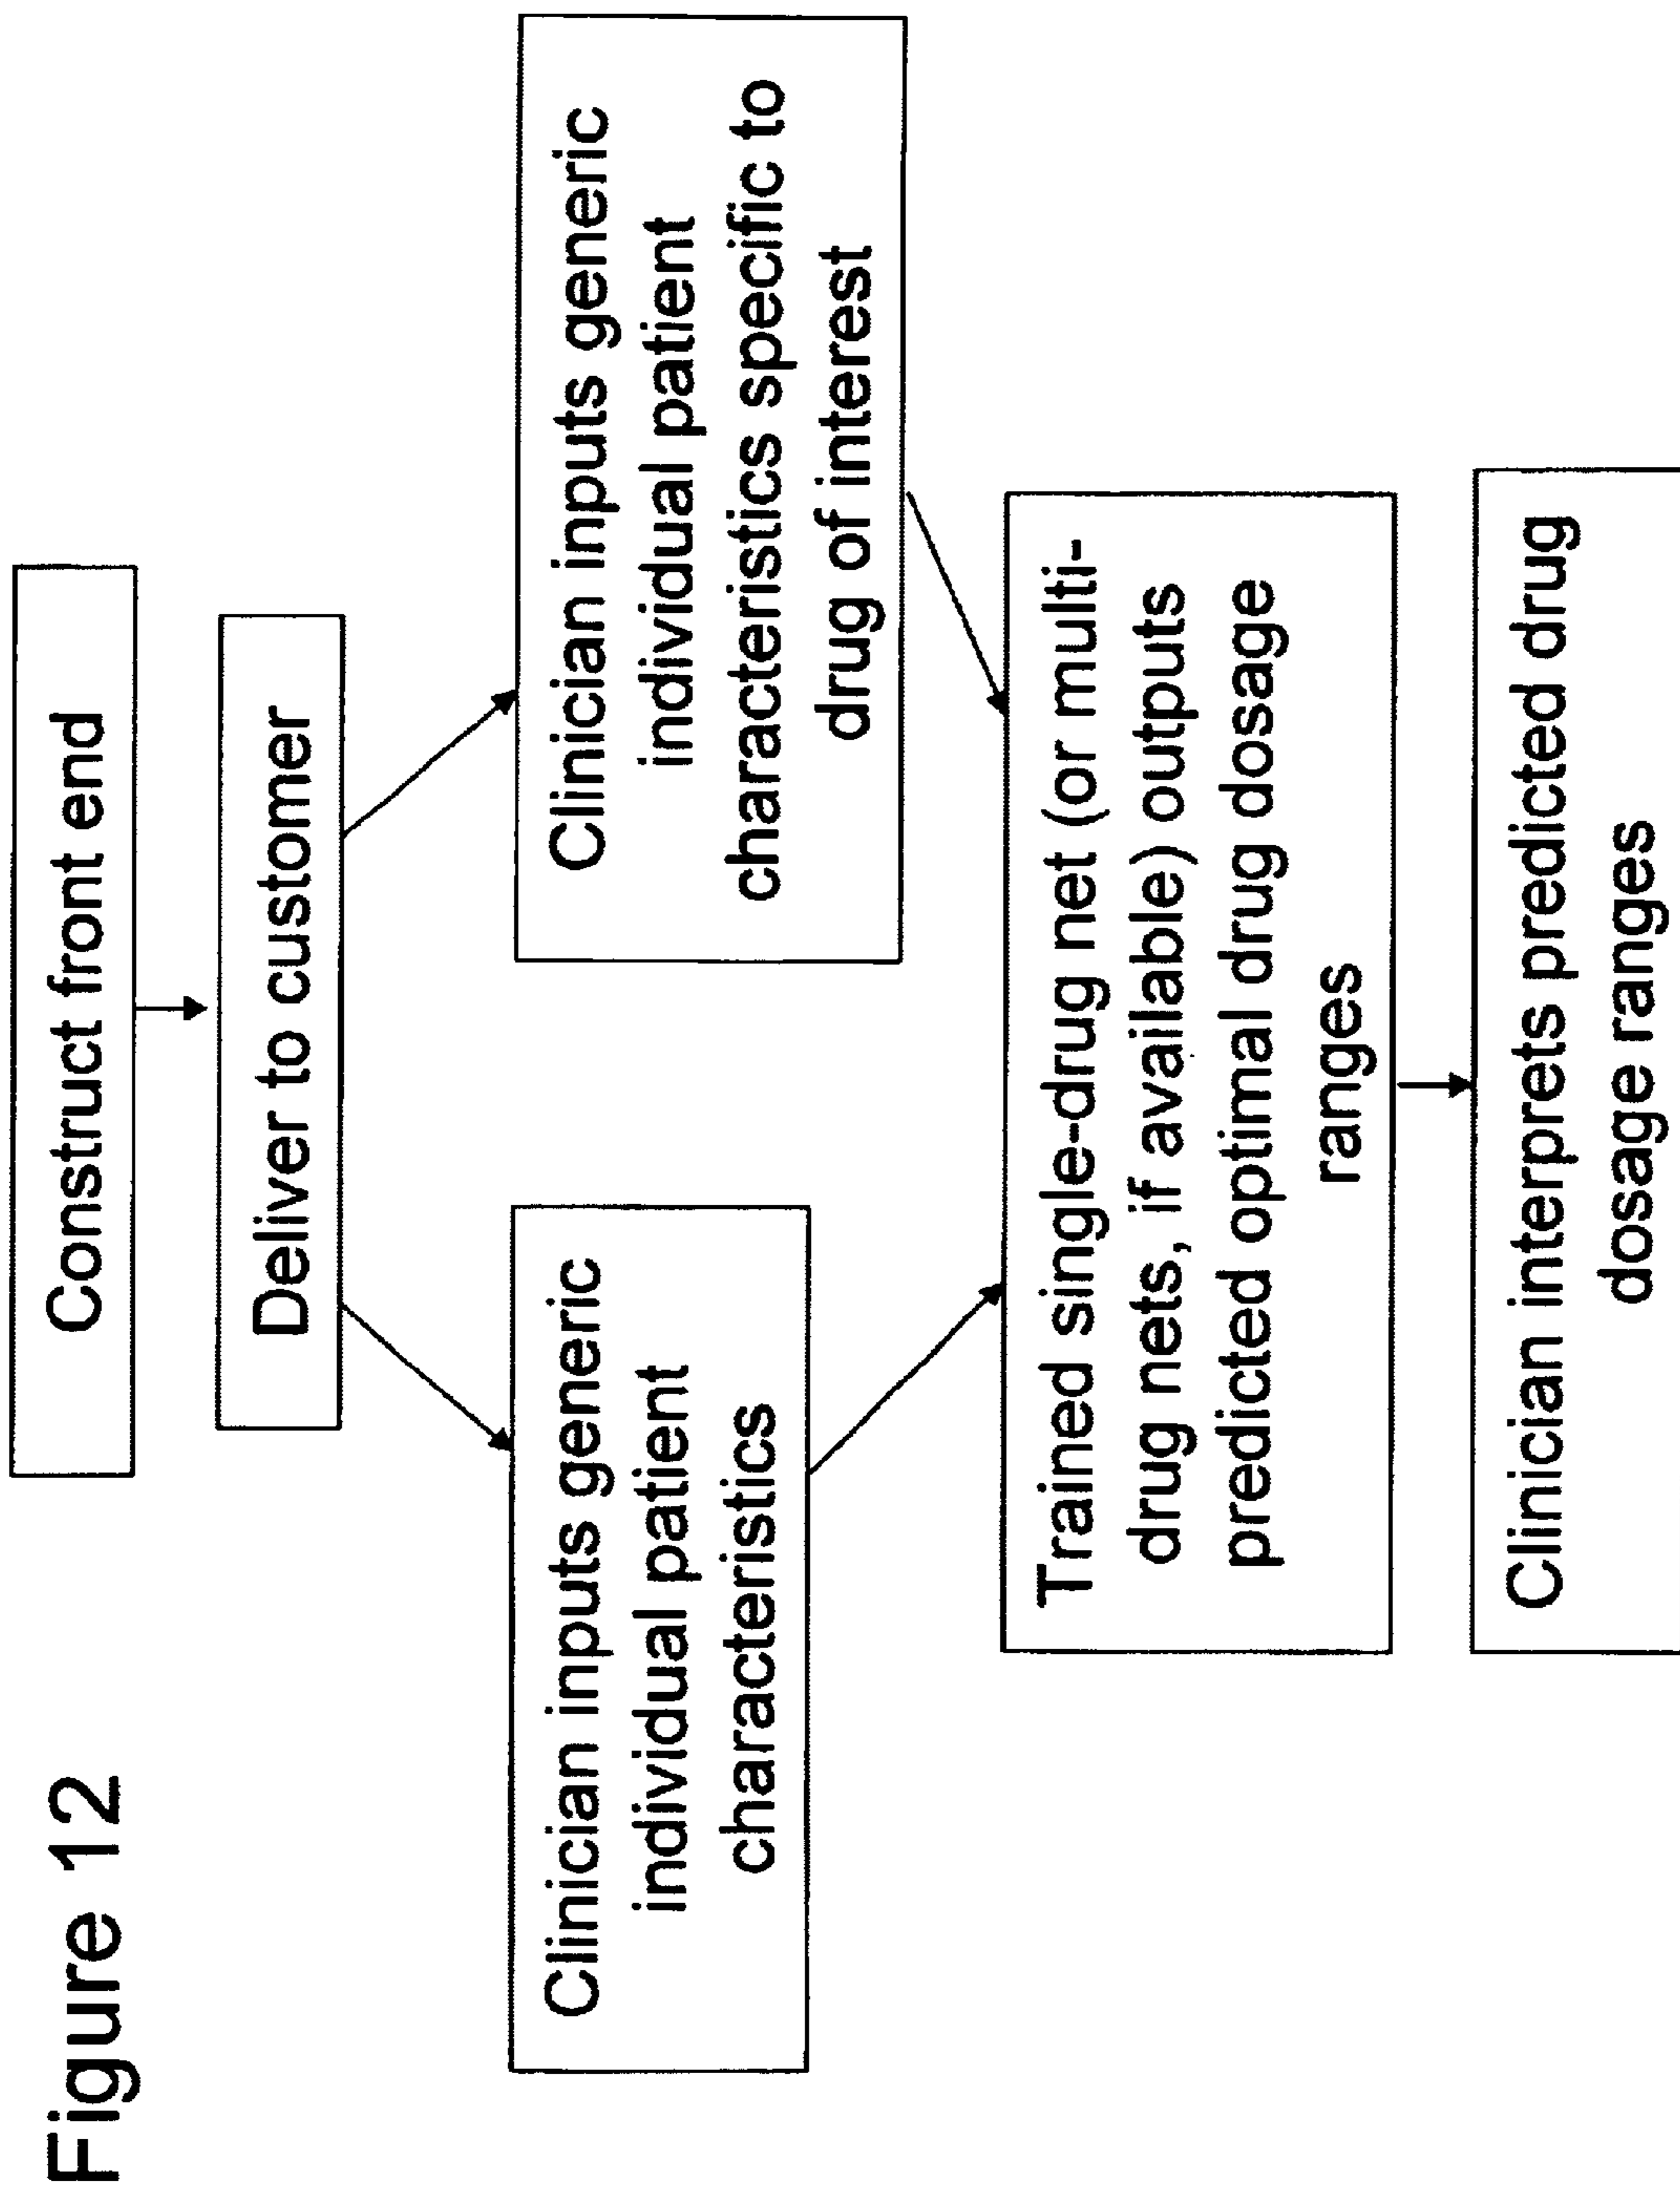 Figure 12
Construct front end
Deliver to customer
Clinician inputs generic
individual patient
characteristics
Clinician inputs generic
individual patient
characteristics specific to
drug of interest
Trained single-drug net (or multi-
drug nets, if available) outputs
predicted optimal drug dosage
ranges
Clinician interprets predicted drug
dosage ranges